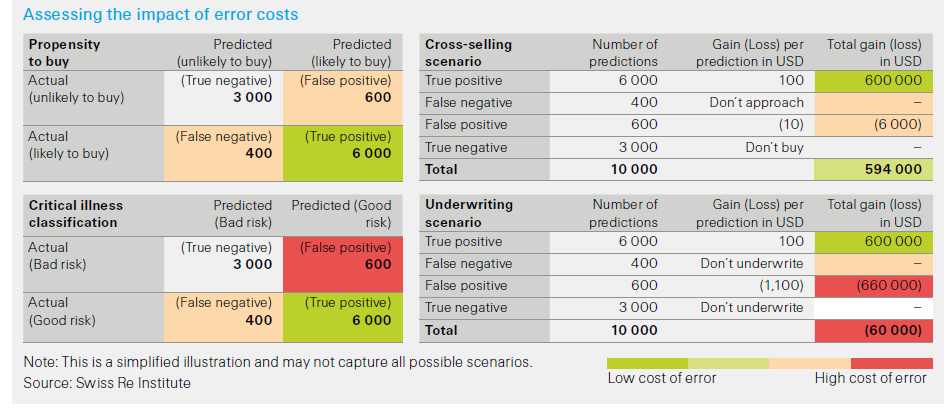 Assessing the impact of error costs
Propensity to buy Predicted (unlikely to buy) Predicted (likely to buy)
Actual (unlikely to buy) (True negative) 3 000 (False positive) 600
Actual (likely to buy) (False negative) 400 (True positive) 6 000
Cross-selling scenario Number of predictions Gain (Loss) per prediction in USD Total gain (loss) in USD
True positive 6 000 100 600 000
False negative 400 Don't approach –
False positive 600 (10) (6 000)
True negative 3 000 Don't buy –
Total 10 000 594 000
Critical illness classification Predicted (Bad risk) Predicted (Good risk)
Actual (Bad risk) (True negative) 3 000 (False positive) 600
Actual (Good risk) (False negative) 400 (True positive) 6 000
Underwriting scenario Number of predictions Gain (Loss) per prediction in USD Total gain (loss) in USD
True positive 6 000 100 600 000
False negative 400 Don't underwrite –
False positive 600 (1,100) (660 000)
True negative 3 000 Don't underwrite –
Total 10 000 (60 000)
Note: This is a simplified illustration and may not capture all possible scenarios.
Source: Swiss Re Institute
Low cost of error High cost of error